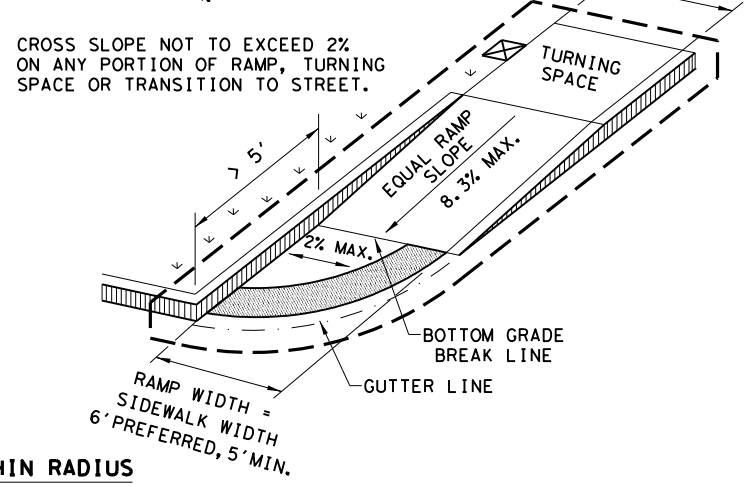 CROSS SLOPE NOT TO EXCEED 2%
ON ANY PORTION OF RAMP, TURNING
SPACE OR TRANSITION TO STREET.
TURNING
SPACE
> 5'
EQUAL RAMP
SLOPE
8.3% MAX.
2% MAX.
BOTTOM GRADE
BREAK LINE
GUTTER LINE
RAMP WIDTH =
SIDEWALK WIDTH
6' PREFERRED, 5' MIN.
RADIUS